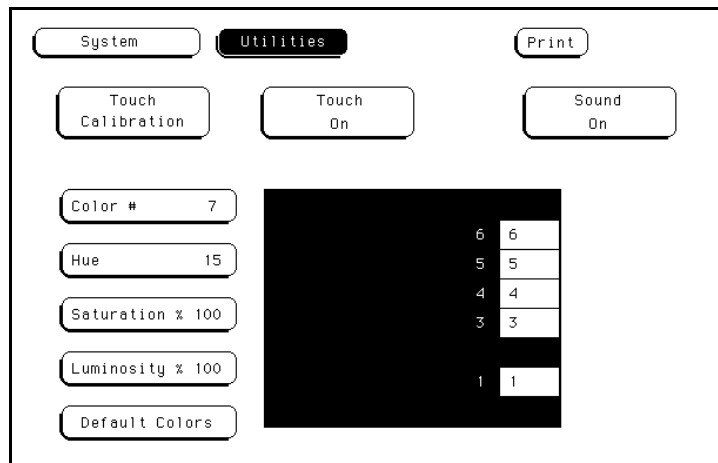 System Utilities Print
Touch Calibration
Touch On
Sound On
Color # 7
Hue 15
Saturation % 100
Luminosity % 100
Default Colors
6 6
5 5
4 4
3 3
1 1